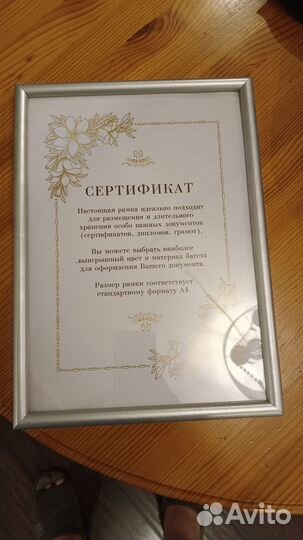 СЕРТИФИКАТ
Настоящая рамка идеально подходит
для размещения и длительного
хранения особо важных документов
(сертификатов, дипломов, грамот).
Вы можете выбрать наиболее
выигрышный цвет и материал багета
для оформления Вашего документа.
Размер рамки соответствует
стандартному формату А4.
Avito